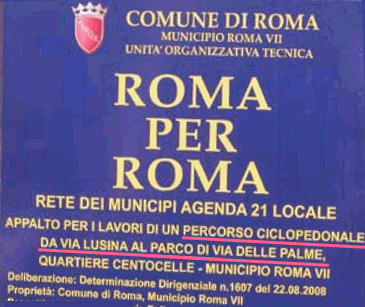 COMUNE DI ROMA
MUNICIPIO ROMA VII
UNITA' ORGANIZZATIVA TECNICA
ROMA
PER
ROMA
RETE DEI MUNICIPI AGENDA 21 LOCALE
APPALTO PER I LAVORI DI UN PERCORSO CICLOPEDONALE
DA VIA LUSINA AL PARCO DI VIA DELLE PALME,
QUARTIERE CENTOCELLE - MUNICIPIO ROMA VII
Deliberazione: Determinazione Dirigenziale n.1607 del 22.08.2008
Proprietà: Comune di Roma, Municipio Roma VII